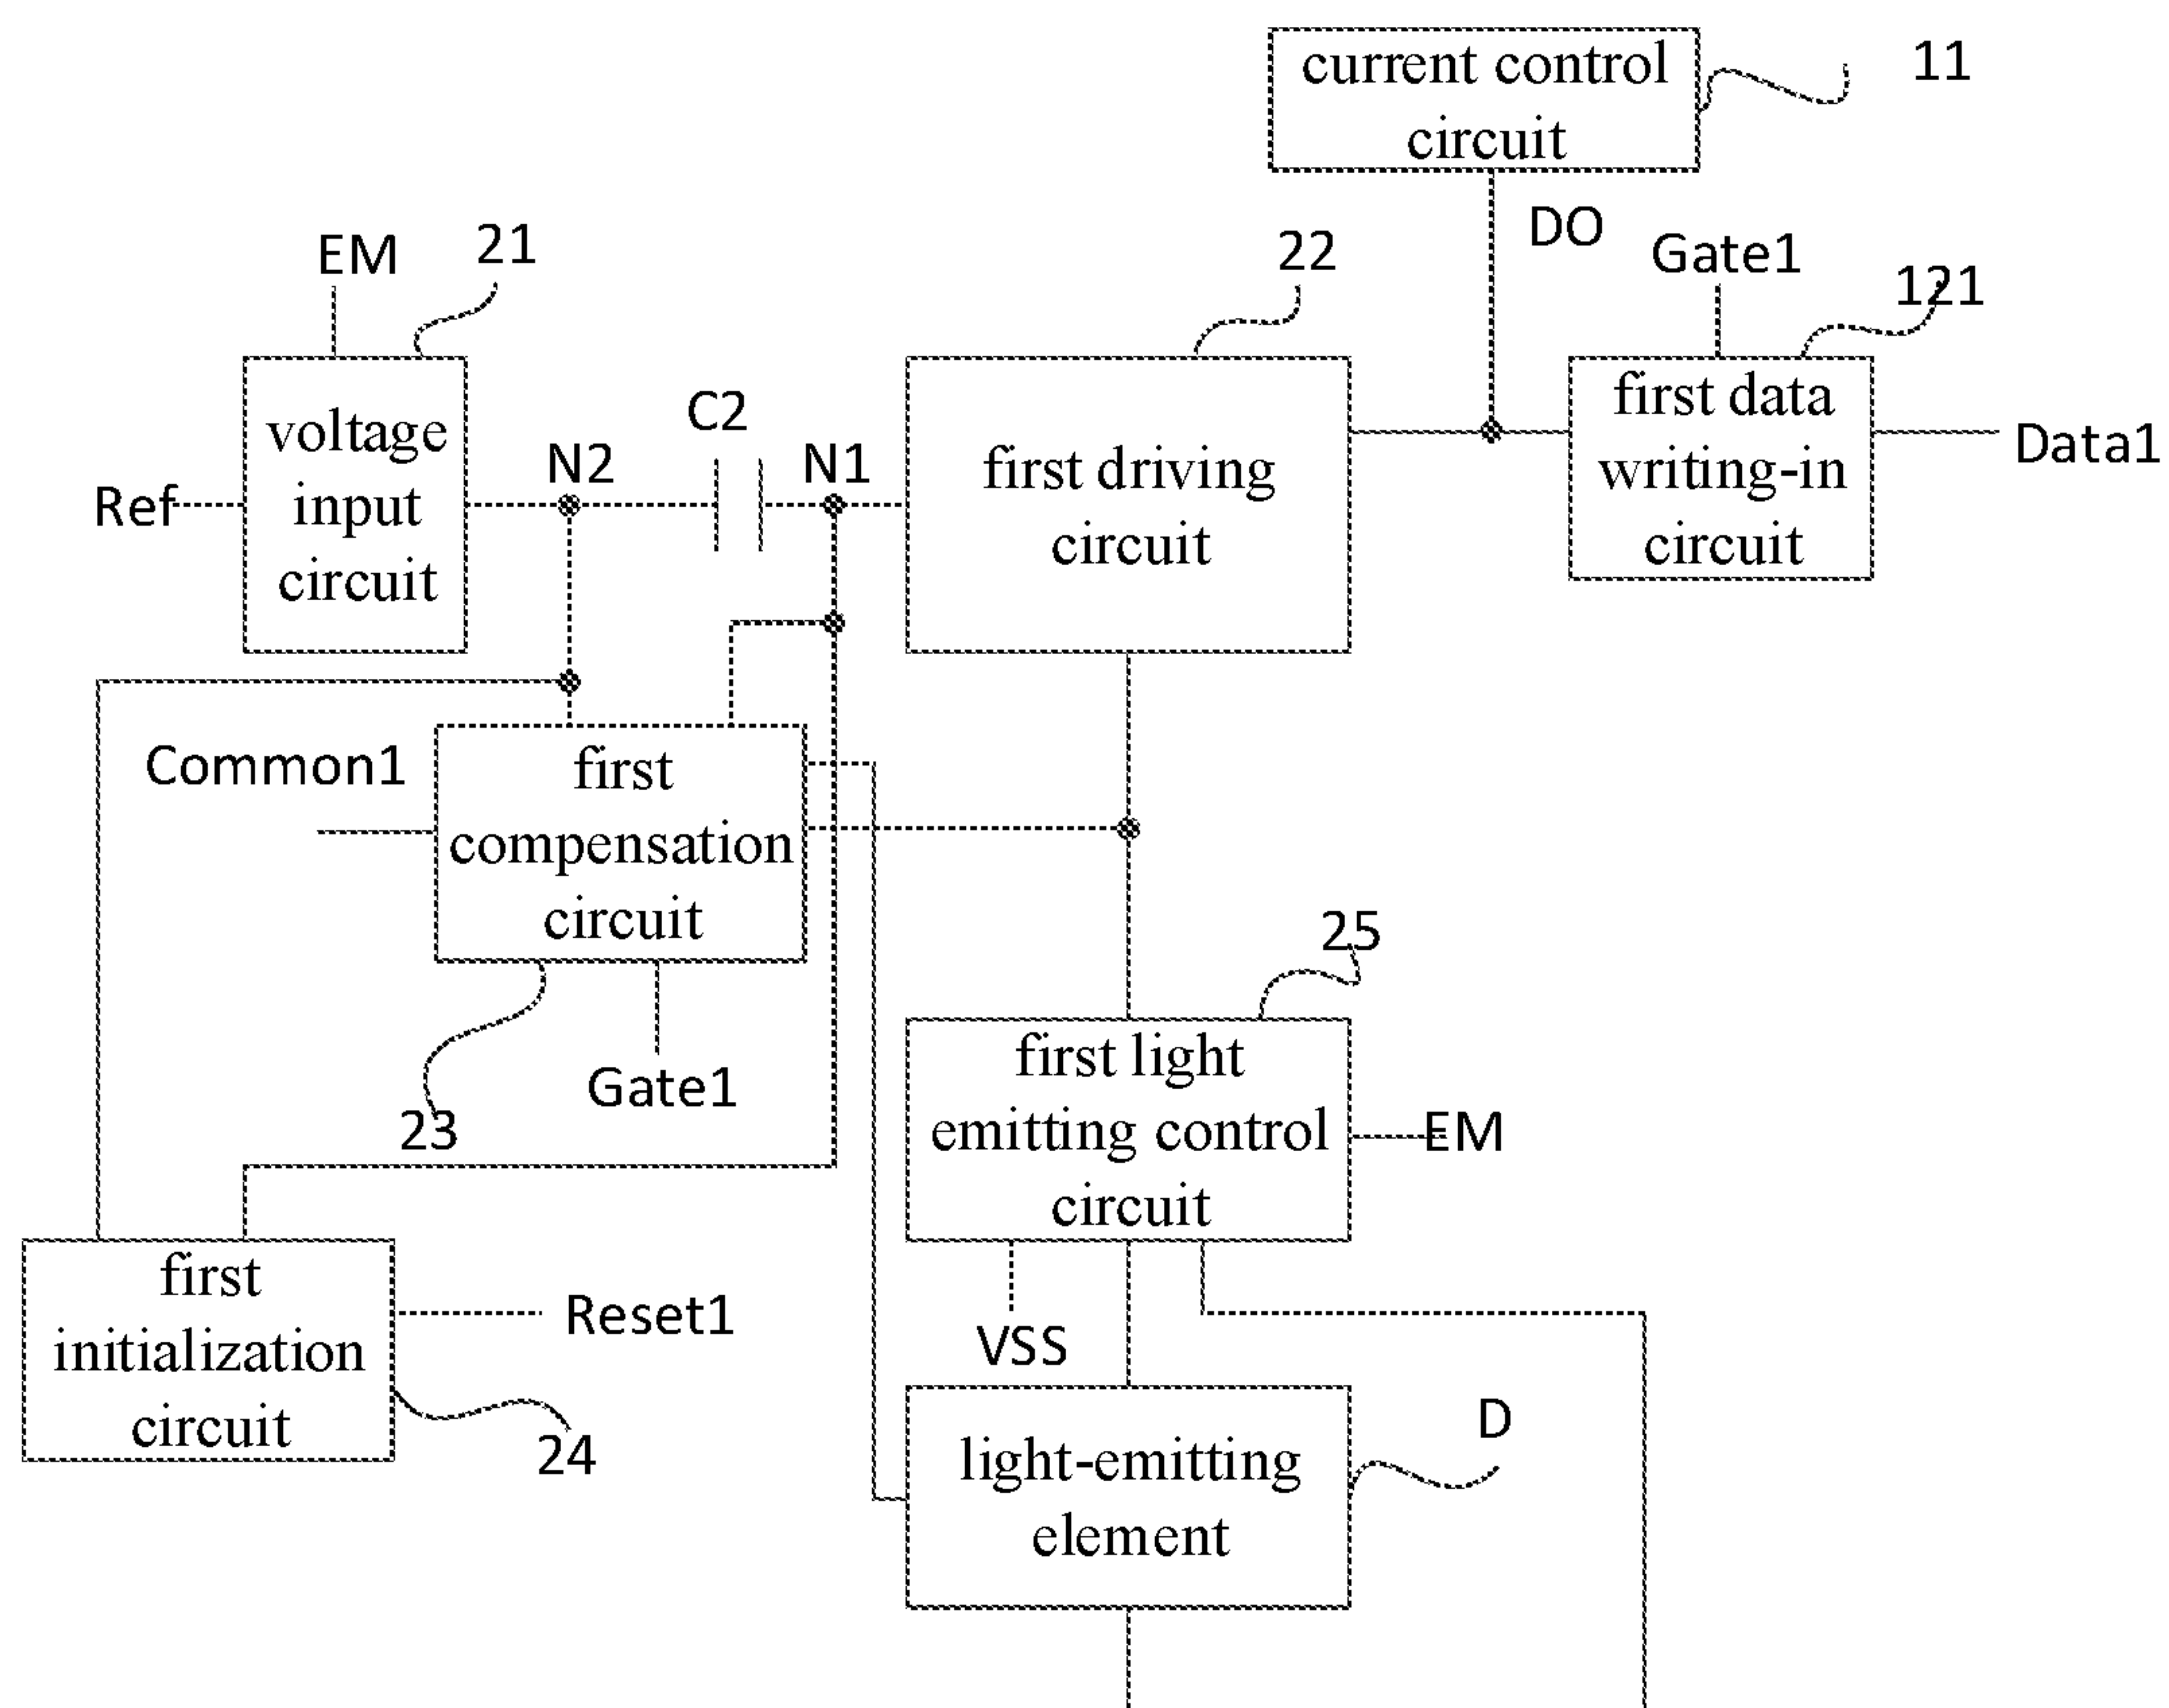 current control
circuit
11
DO
EM
21
22
Gate1
121
voltage
input
circuit
Ref
N2
C2
N1
first driving
circuit
first data
writing-in
circuit
Data1
Common1
first
compensation
circuit
23
Gate1
25
first light
emitting control
circuit
EM
VSS
first
initialization
circuit
Reset1
24
light-emitting
element
D